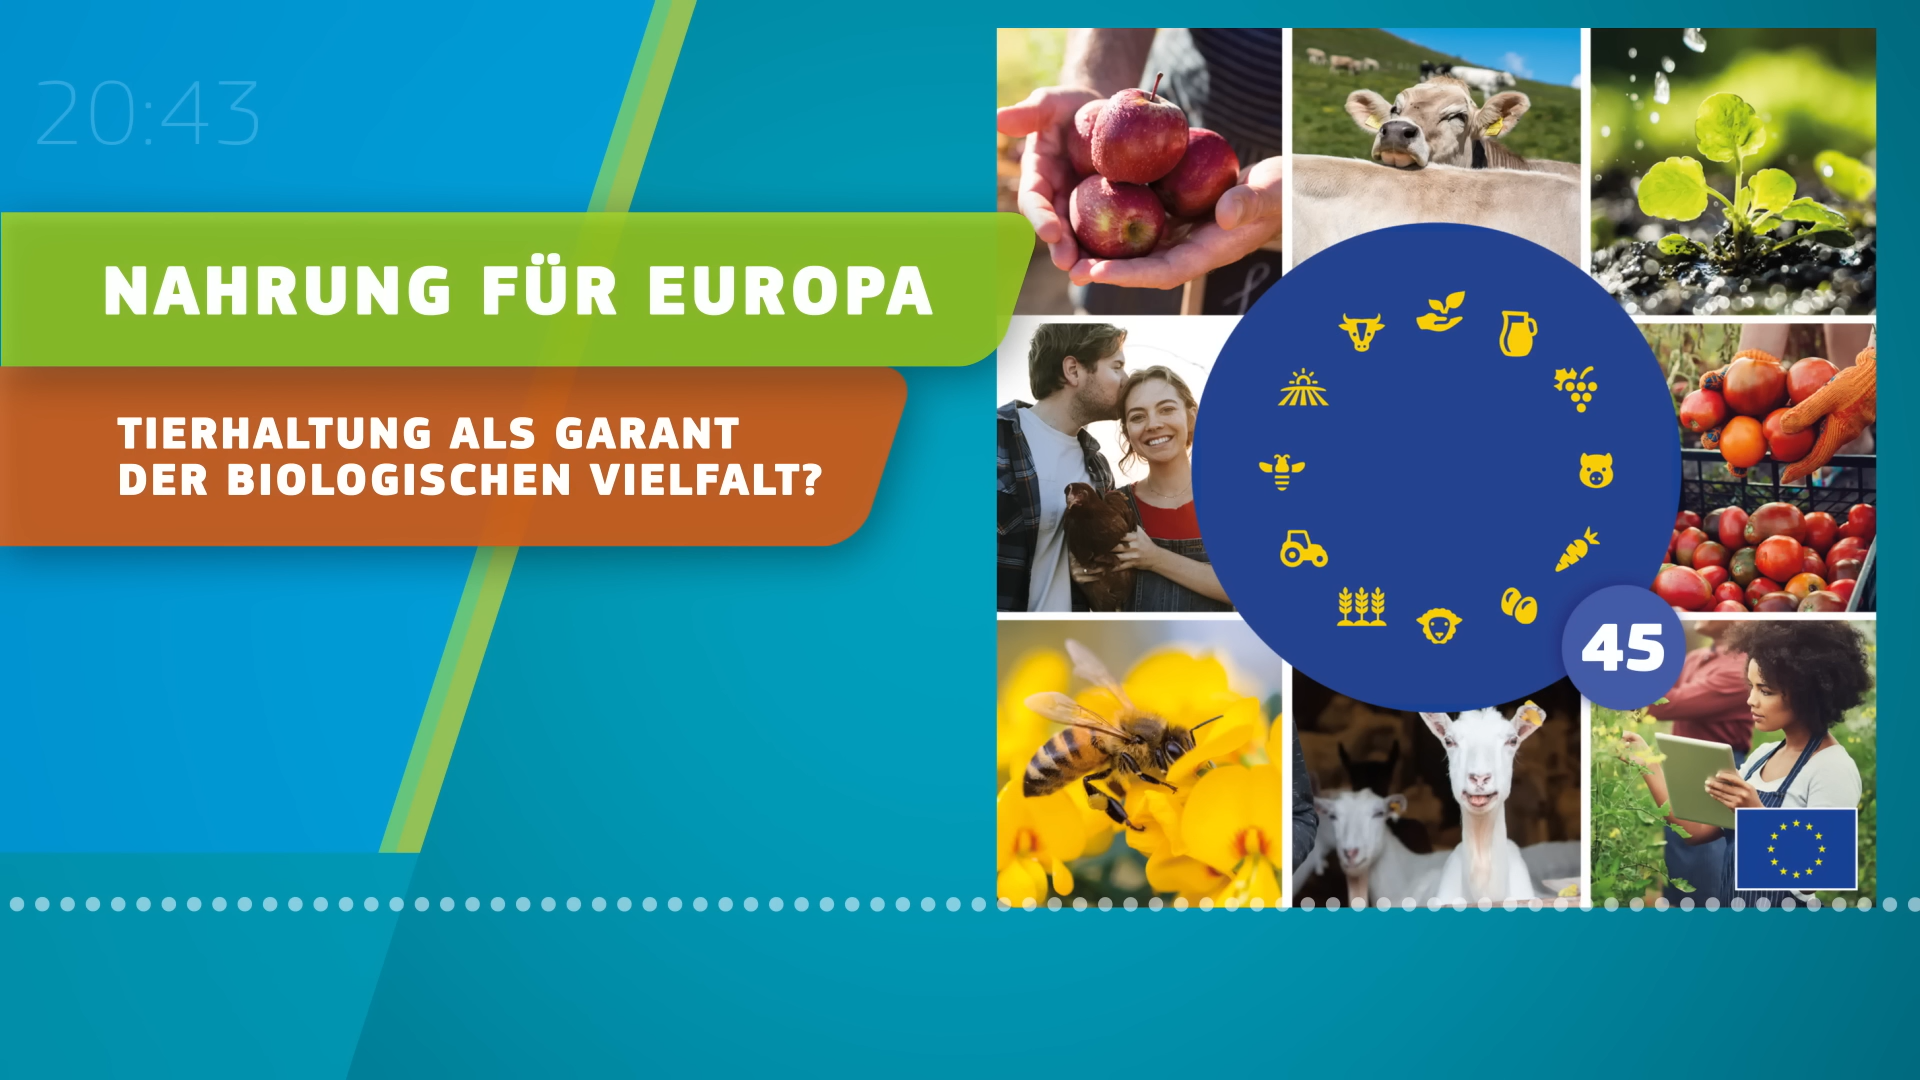 20:43
NAHRUNG FÜR EUROPA
TIERHALTUNG ALS GARANT
DER BIOLOGISCHEN VIELFALT?
45